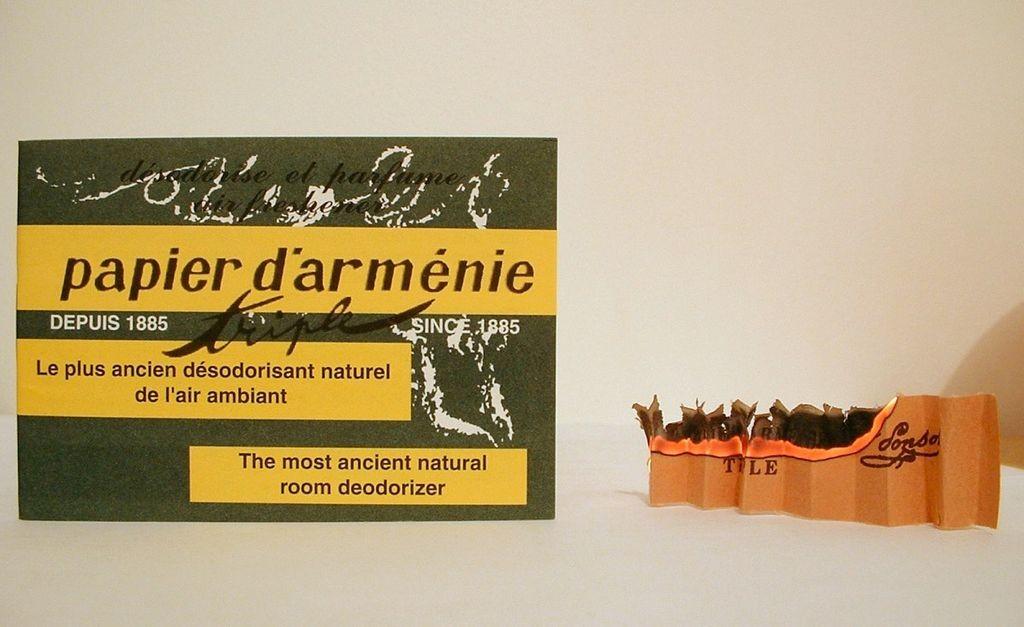 désodorise et parfume
air freshener
papier d'arménie
triple
DEPUIS 1885
SINCE 1885
Le plus ancien désodorisant naturel
de l'air ambiant
The most ancient natural
room deodorizer